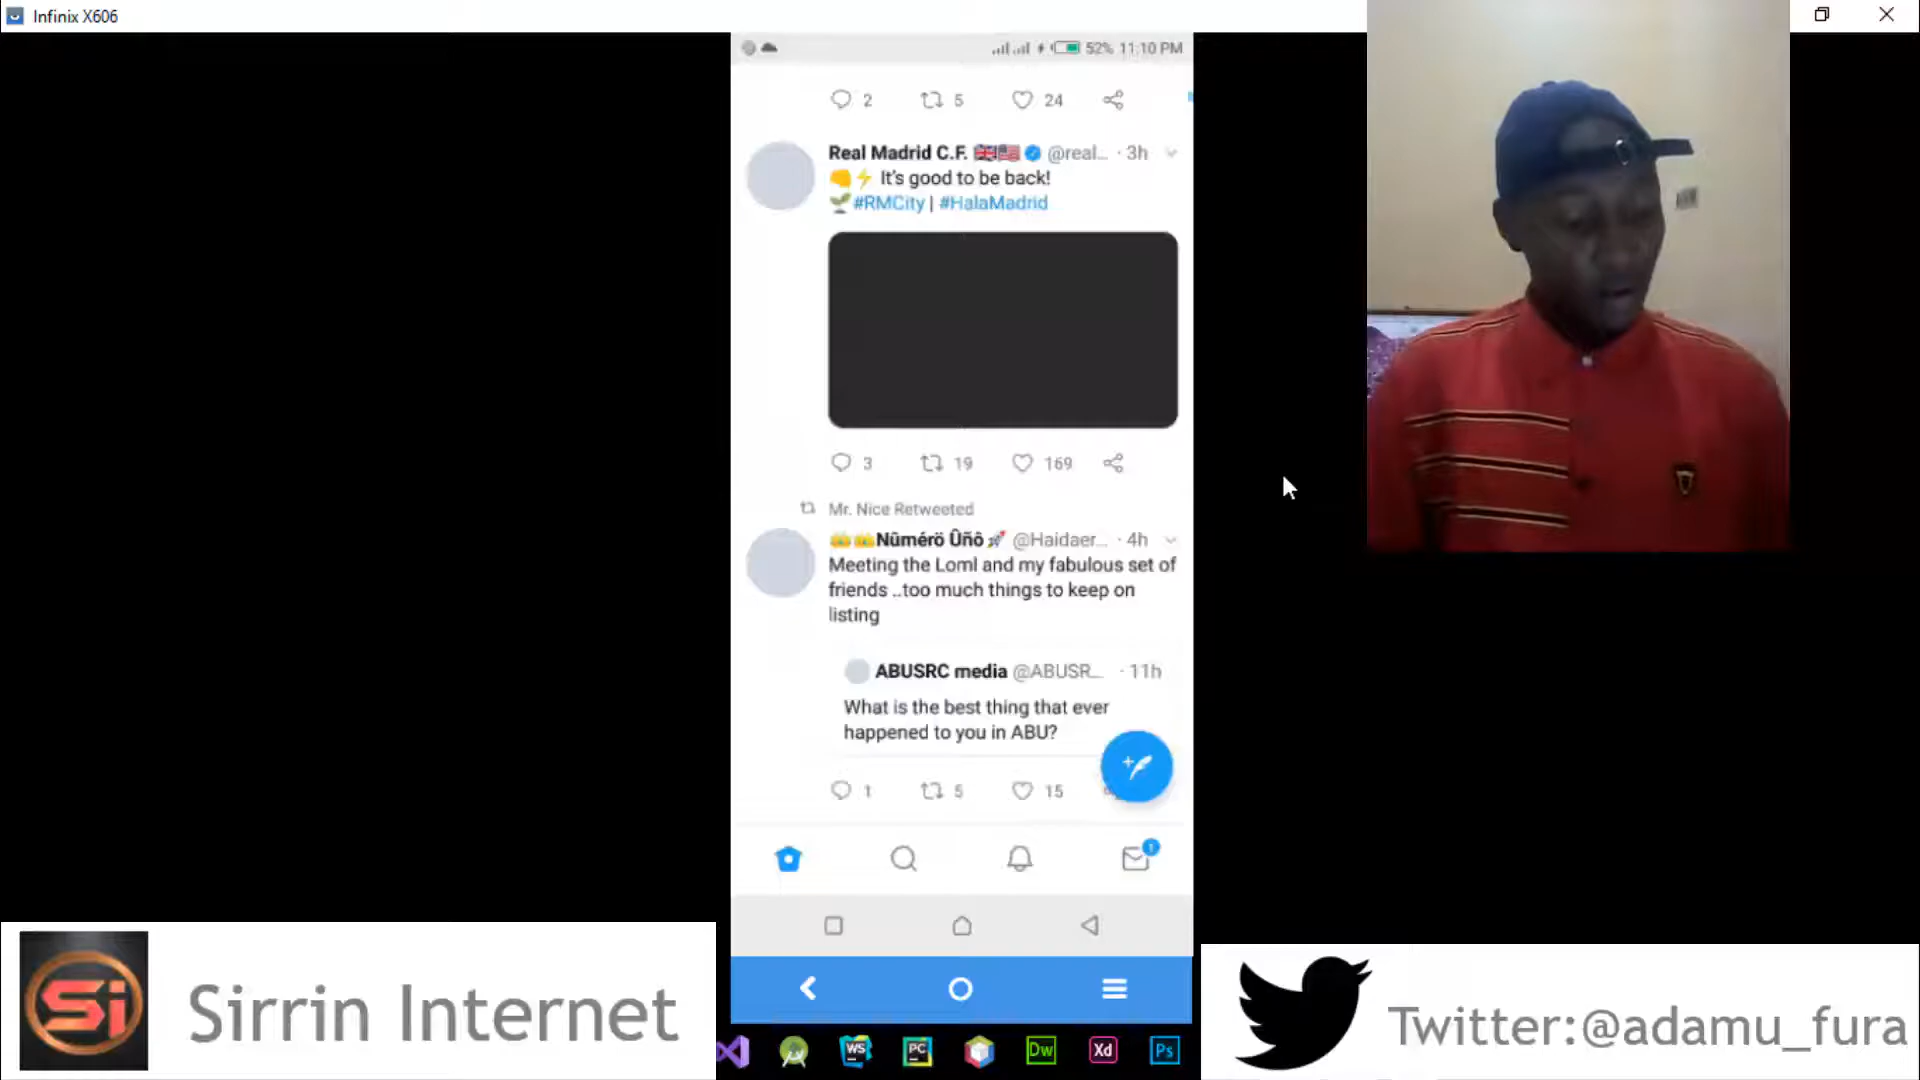 Infinix X606
52% 11:10 PM
2 5 24
Real Madrid C.F. @real... · 3h
It's good to be back!
#RMCity | #HalaMadrid
3 19 169
Mr. Nice Retweeted
Nûmérö Ûñô @Haidaer... · 4h
Meeting the Loml and my fabulous set of
friends ..too much things to keep on
listing
ABUSRC media @ABUSR... · 11h
What is the best thing that ever
happened to you in ABU?
1 5 15
1
Si
Sirrin Internet
Twitter:@adamu_fura
WS
PC
Dw
Xd
Ps